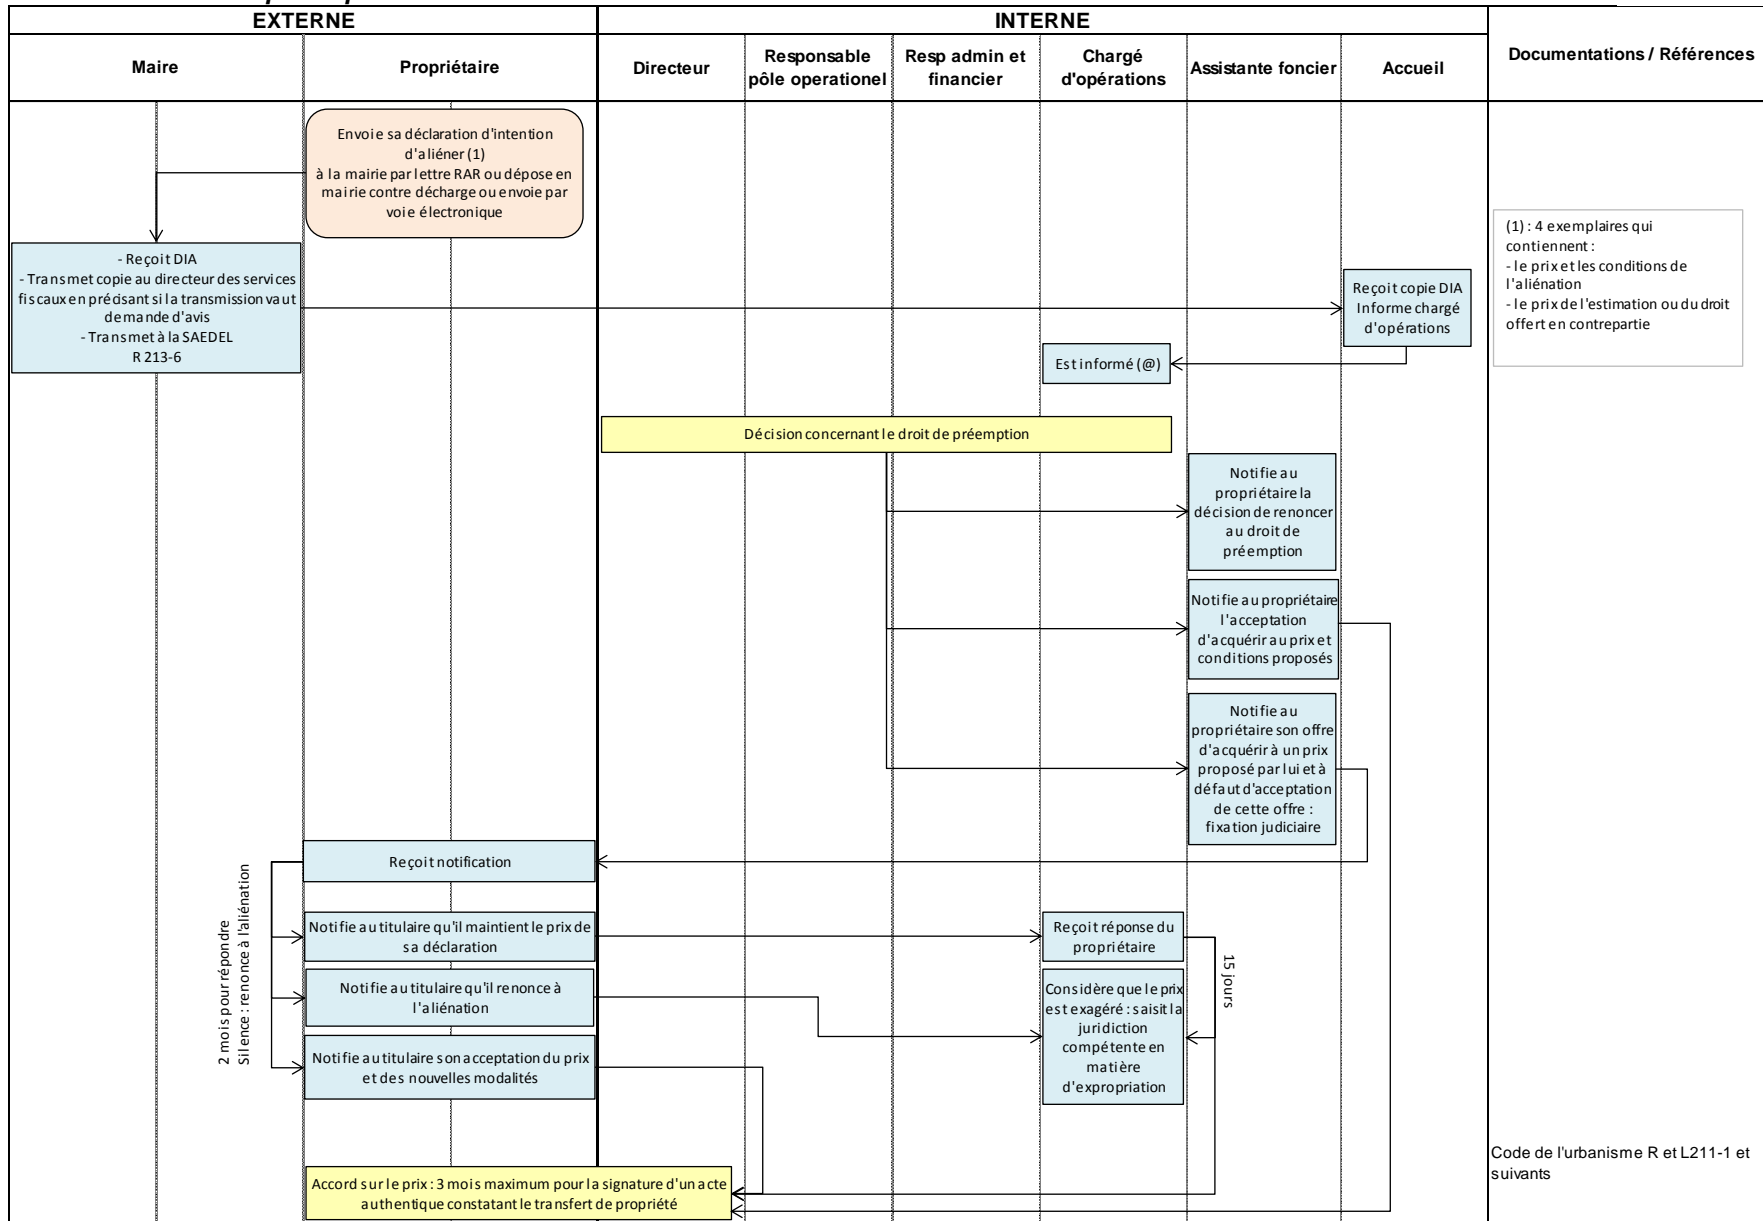 EXTERNE
INTERNE
Maire
Propriétaire
Directeur
Responsable
pôle operationel
Resp admin et
financier
Chargé
d'opérations
Assistante foncier
Accueil
Documentations / Références
Envoie sa déclaration d'intention
d'aliéner (1)
à la mairie par lettre RAR ou dépose en
mairie contre décharge ou envoie par
voie électronique
- Reçoit DIA
- Transmet copie au directeur des services
fiscaux en précisant si la transmission vaut
demande d'avis
- Transmet à la SAEDEL
R 213-6
Reçoit copie DIA
Informe chargé
d'opérations
(1) : 4 exemplaires qui
contiennent :
- le prix et les conditions de
l'aliénation
- le prix de l'estimation ou du droit
offert en contrepartie
Est informé (@)
Décision concernant le droit de préemption
Notifie au
propriétaire la
décision de renoncer
au droit de
préemption
Notifie au propriétaire
l'acceptation
d'acquérir au prix et
conditions proposés
Notifie au
propriétaire son offre
d'acquérir à un prix
proposé par lui et à
défaut d'acceptation
de cette offre :
fixation judiciaire
Reçoit notification
2 mois pour répondre
Silence : renonce à l'aliénation
Notifie au titulaire qu'il maintient le prix de
sa déclaration
Reçoit réponse du
propriétaire
15 jours
Notifie au titulaire qu'il renonce à
l'aliénation
Considère que le prix
est exagéré : saisit la
juridiction
compétente en
matière
d'expropriation
Notifie au titulaire son acceptation du prix
et des nouvelles modalités
Accord sur le prix : 3 mois maximum pour la signature d'un acte
authentique constatant le transfert de propriété
Code de l'urbanisme R et L211-1 et
suivants